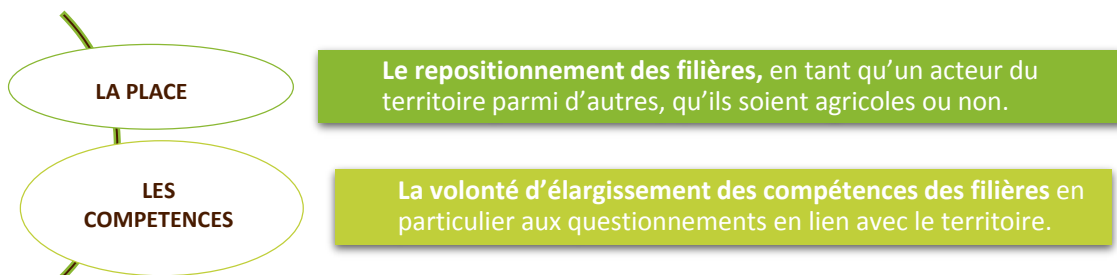 LA PLACE
Le repositionnement des filières, en tant qu'un acteur du
territoire parmi d'autres, qu'ils soient agricoles ou non.
LES
COMPETENCES
La volonté d'élargissement des compétences des filières en
particulier aux questionnements en lien avec le territoire.